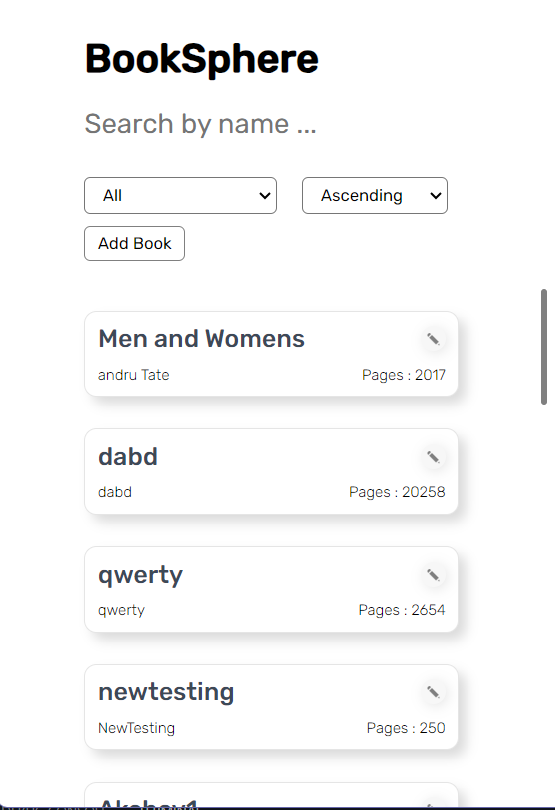 BookSphere
Search by name ...
All
Ascending
Add Book
Men and Womens
andru Tate
Pages : 2017
dabd
dabd
Pages : 20258
qwerty
qwerty
Pages : 2654
newtesting
NewTesting
Pages : 250